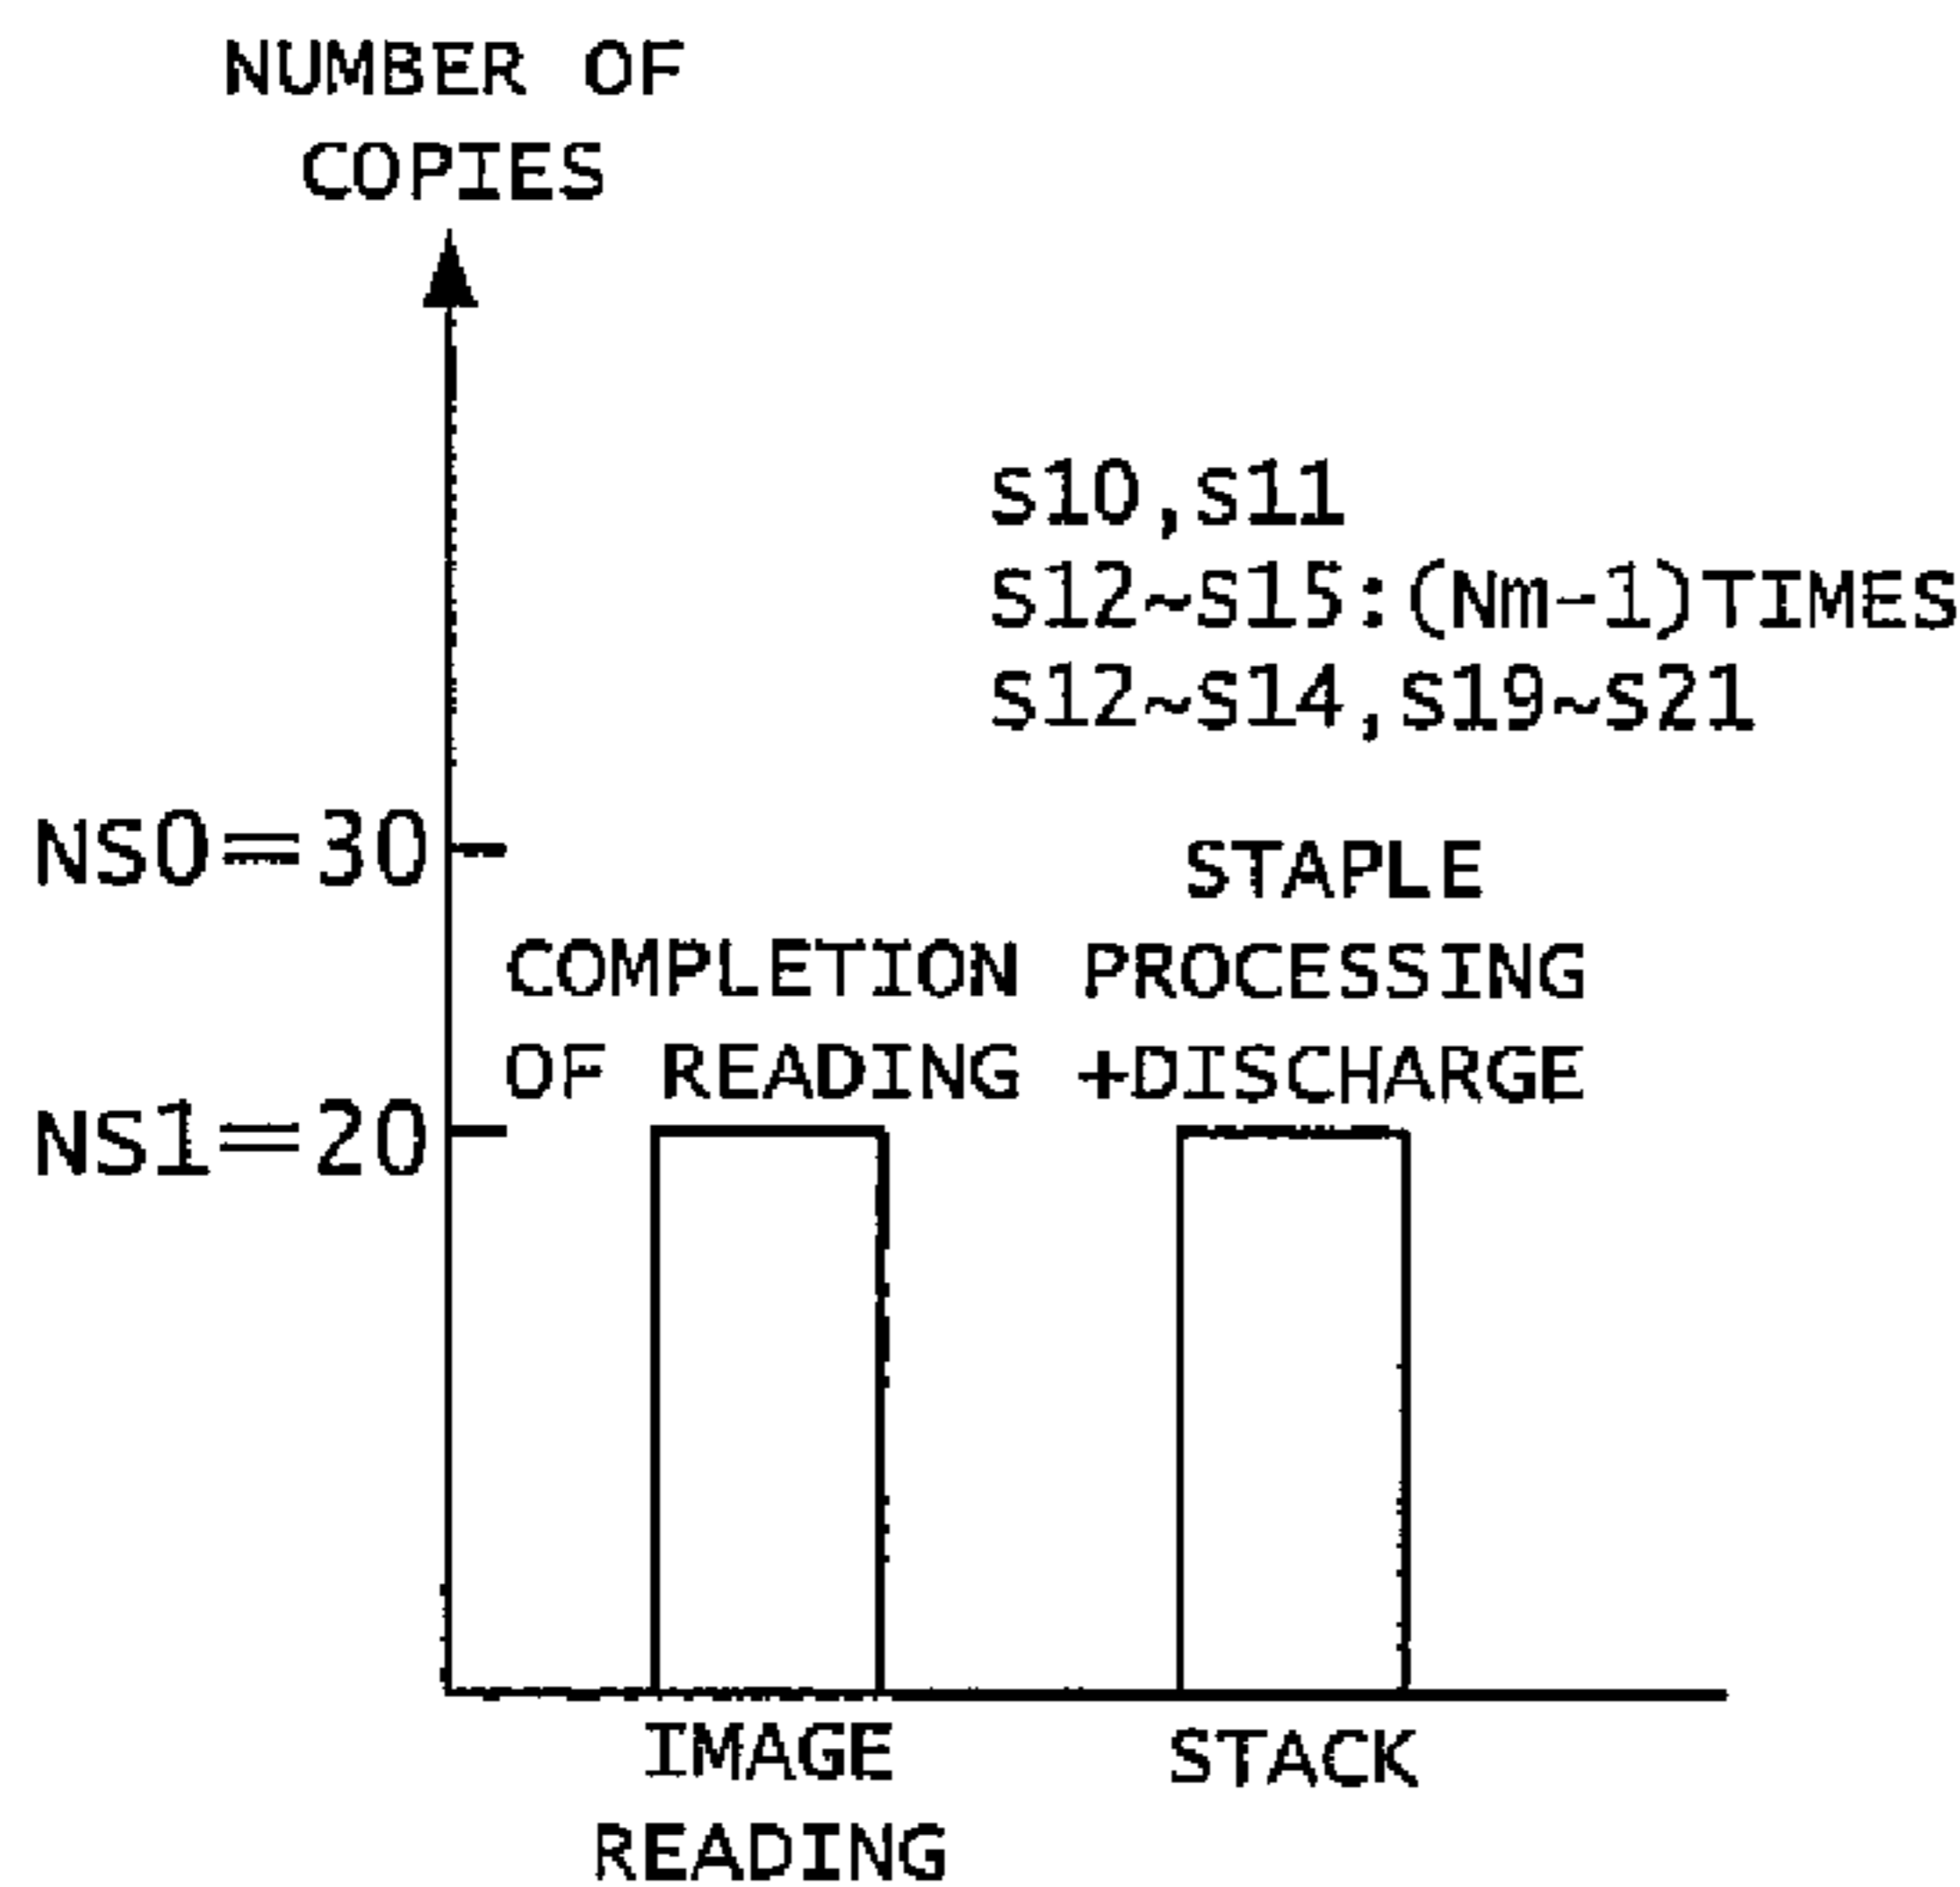 NUMBER OF
COPIES
S10,S11
S12~S15:(Nm-1)TIMES
S12~S14,S19~S21
NS0=30
STAPLE
COMPLETION PROCESSING
OF READING +DISCHARGE
NS1=20
IMAGE STACK
READING